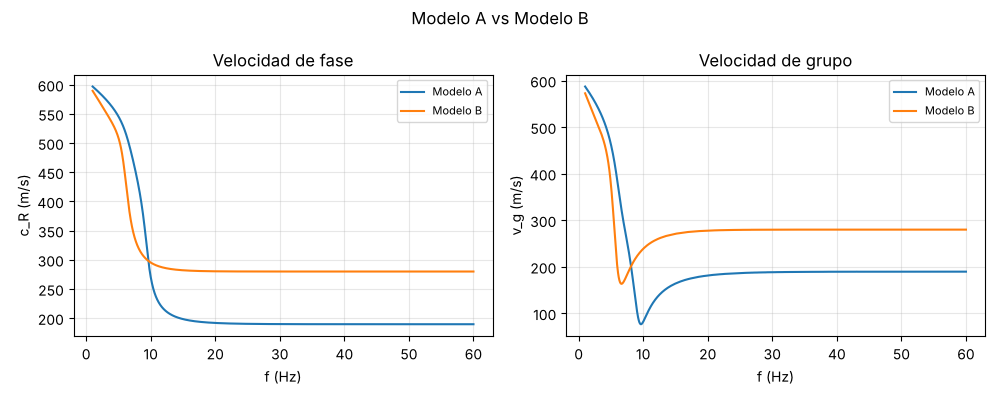 Modelo A vs Modelo B
Velocidad de fase
600
550
500
450
400
350
300
250
200
c_R (m/s)
0 10 20 30 40 50 60
f (Hz)
Modelo A
Modelo B
Velocidad de grupo
600
500
400
300
200
100
v_g (m/s)
0 10 20 30 40 50 60
f (Hz)
Modelo A
Modelo B